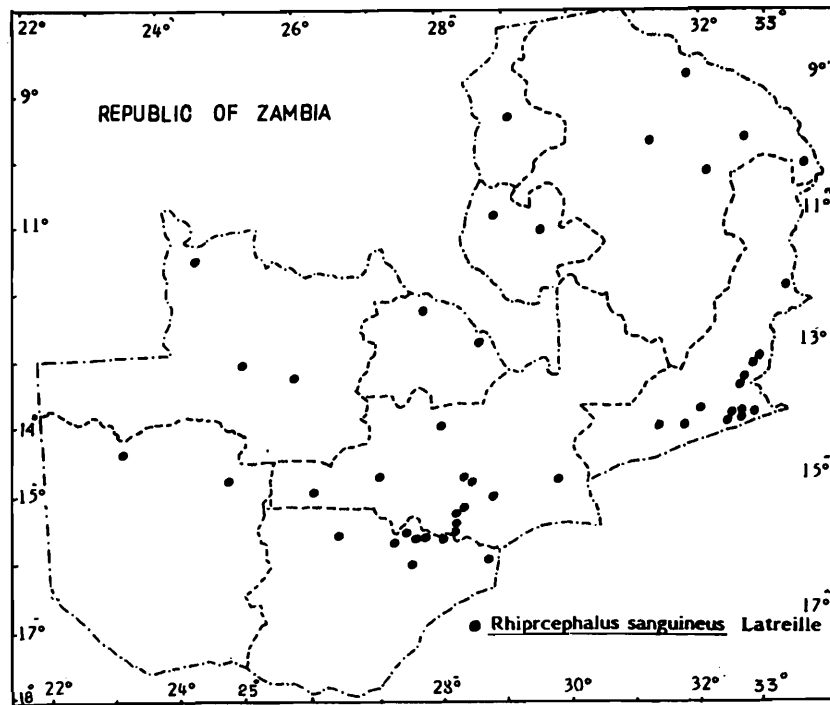 22° 24° 26° 28° 32° 33°
9° 9°
REPUBLIC OF ZAMBIA
11° 11°
13°
14°
15° 15°
17°
Rhiprcephalus sanguineus Latreille
17°
18° 22° 24° 25° 28° 30° 32° 33°